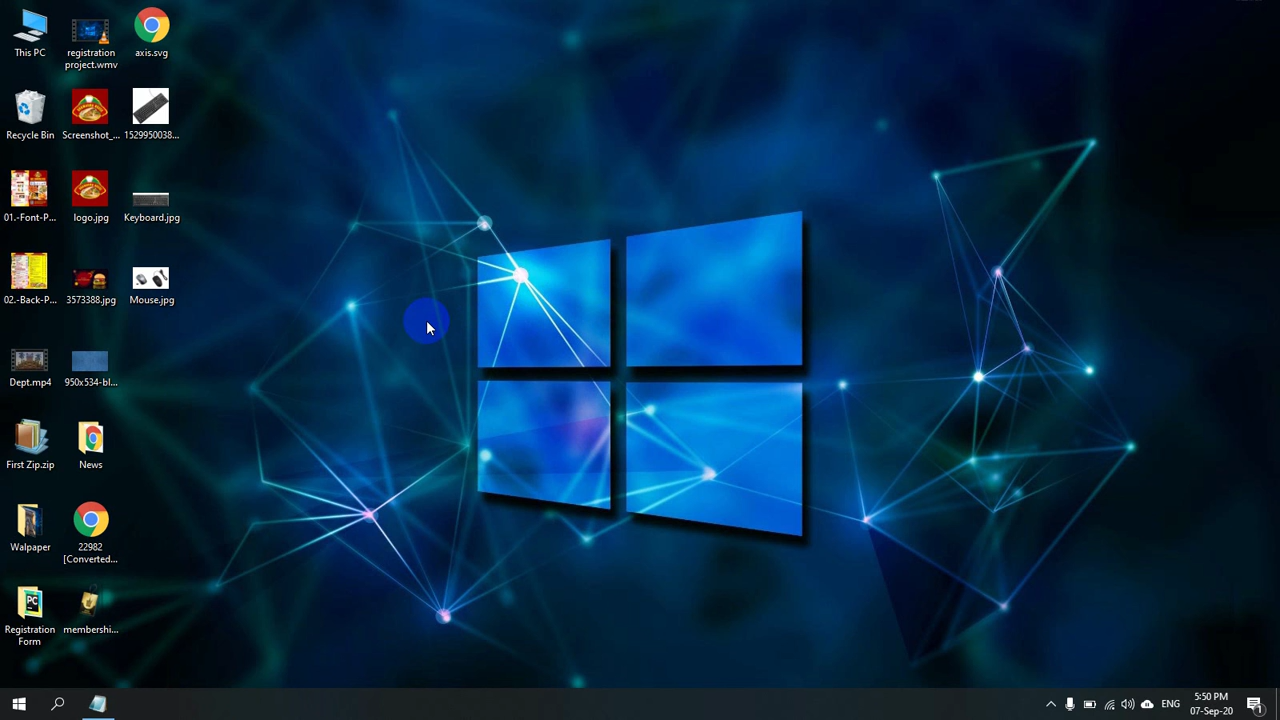 This PC
registration
project.wmv
axis.svg
Recycle Bin
Screenshot_...
1529950038...
01.-Font-P...
logo.jpg
Keyboard.jpg
02.-Back-P...
3573388.jpg
Mouse.jpg
Dept.mp4
950x534-bl...
First Zip.zip
News
Walpaper
22982
[Converted...
Registration
Form
membershi...
ENG
5:50 PM
07-Sep-20
1